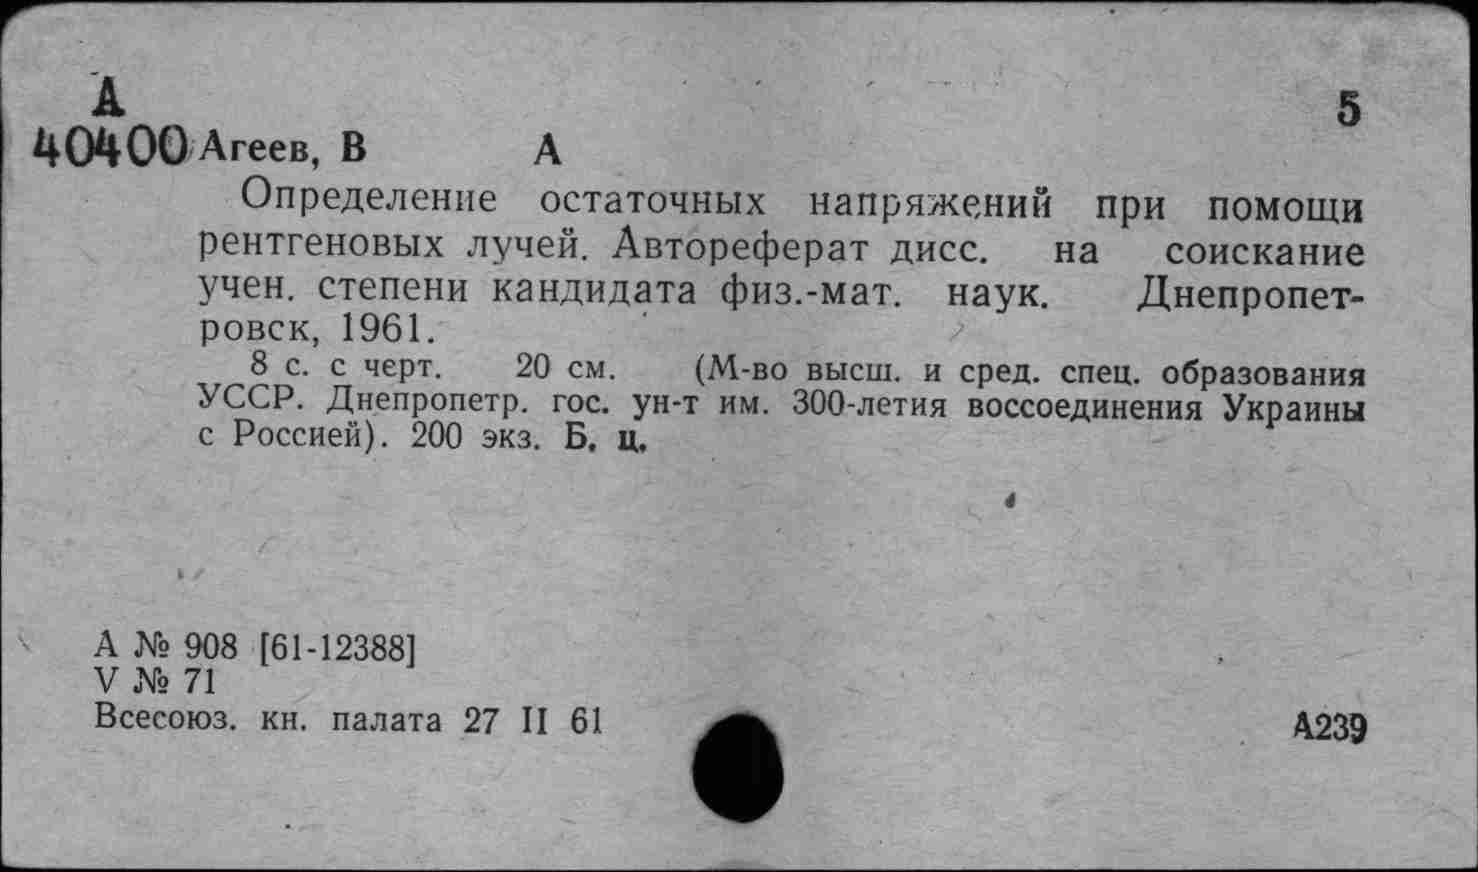 А
5
40400 Агеев, В А
Определение остаточных напряжений при помощи
рентгеновых лучей. Автореферат дисс. на соискание
учен. степени кандидата физ.-мат. наук. Днепропет-
ровск, 1961.
8 с. с черт. 20 см. (М-во высш. и сред. спец. образования
УССР. Днепропетр. гос. ун-т им. 300-летия воссоединения Украины
с Россией). 200 экз. Б. ц.
А № 908 [61-12388]
V № 71
Всесоюз. кн. палата 27 II 61
А239